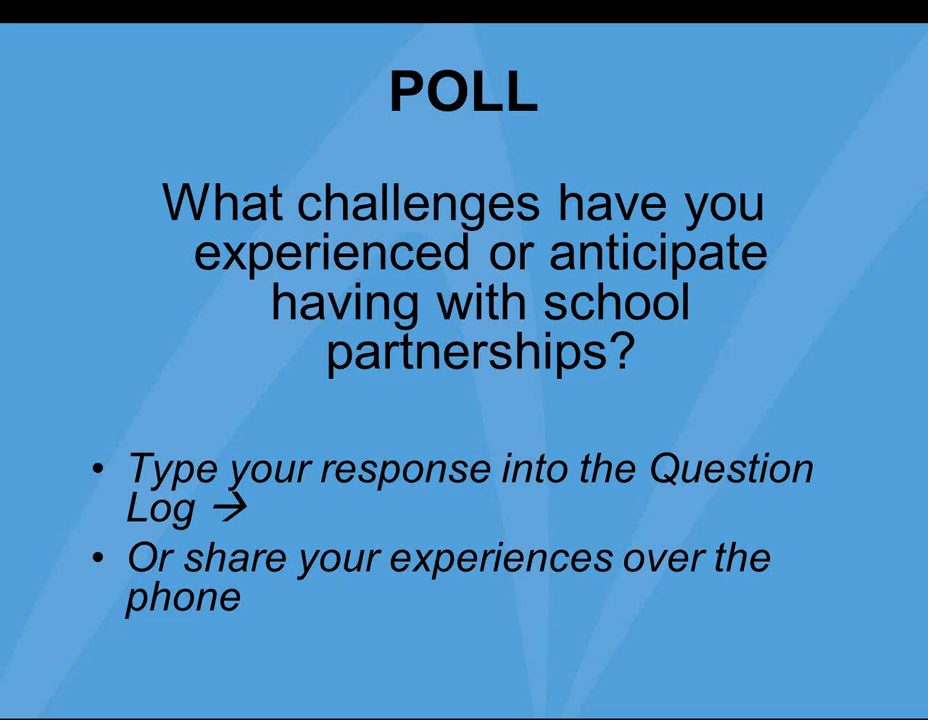 POLL
What challenges have you
experienced or anticipate
having with school
partnerships?
• Type your response into the Question
Log →
• Or share your experiences over the
phone